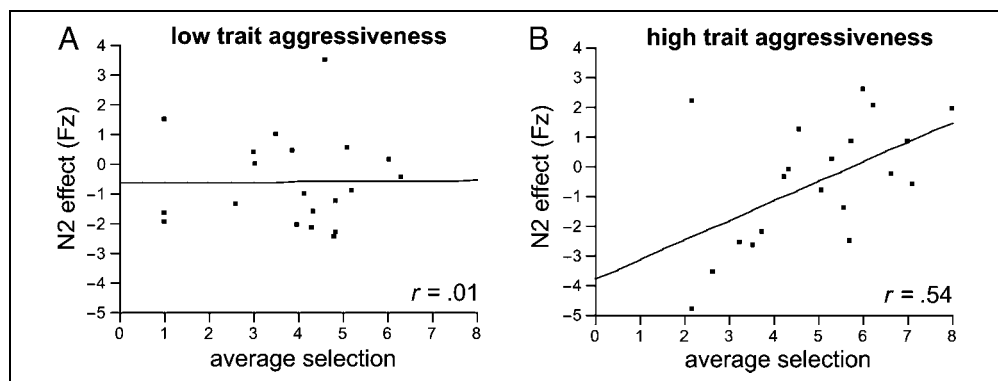 A low trait aggressiveness
4
3
2
1
0
−1
−2
−3
−4
−5
N2 effect (Fz)
r = .01
0 1 2 3 4 5 6 7 8
average selection
B high trait aggressiveness
4
3
2
1
0
−1
−2
−3
−4
−5
N2 effect (Fz)
r = .54
0 1 2 3 4 5 6 7 8
average selection